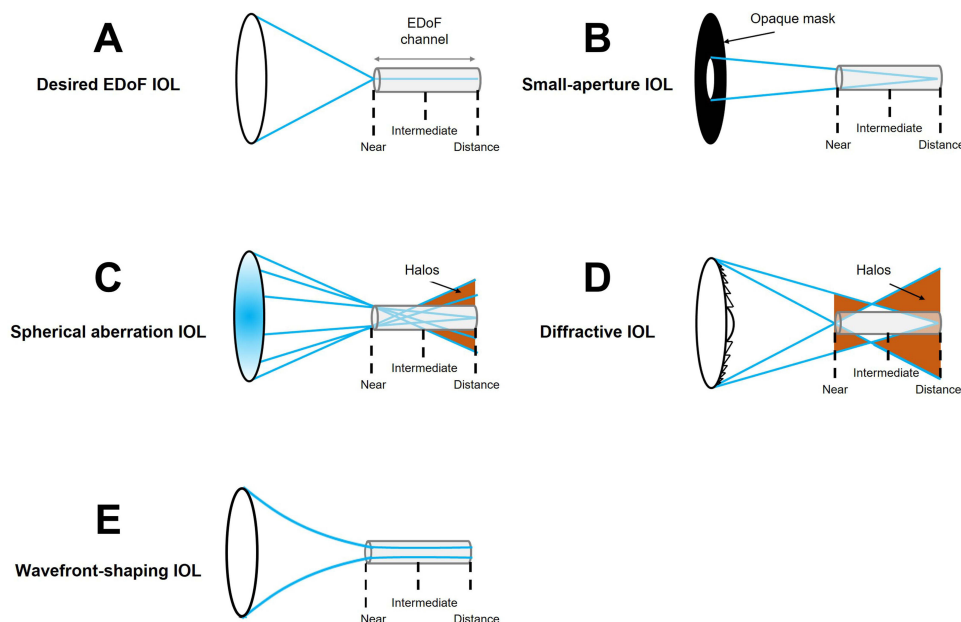 A
Desired EDoF IOL
EDoF
channel
Intermediate
Near
Distance
B
Small-aperture IOL
Opaque mask
Intermediate
Near
Distance
C
Spherical aberration IOL
Halos
Intermediate
Near
Distance
D
Diffractive IOL
Halos
Intermediate
Near
Distance
E
Wavefront-shaping IOL
Intermediate
Near
Distance